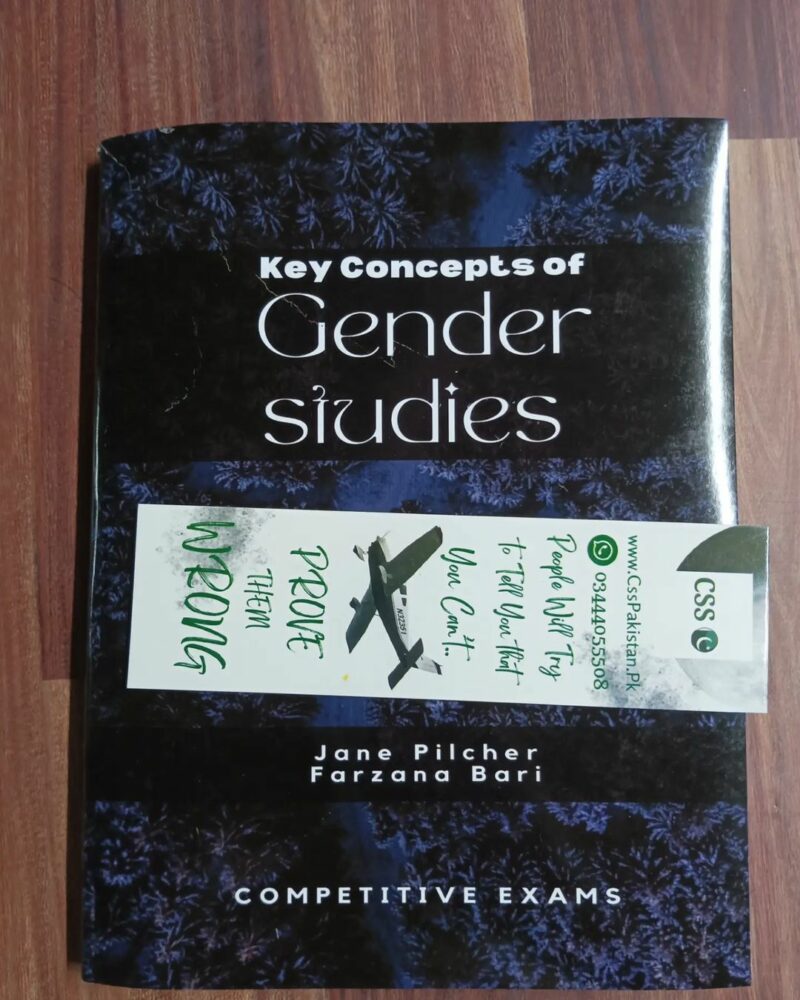 Key Concepts of
Gender
studies
CSS
www.CssPakistan.Pk
03444055508
People Will Try
to Tell You that
You Can't..
N32351
PROVE
THEM
WRONG
Jane Pilcher
Farzana Bari
COMPETITIVE EXAMS